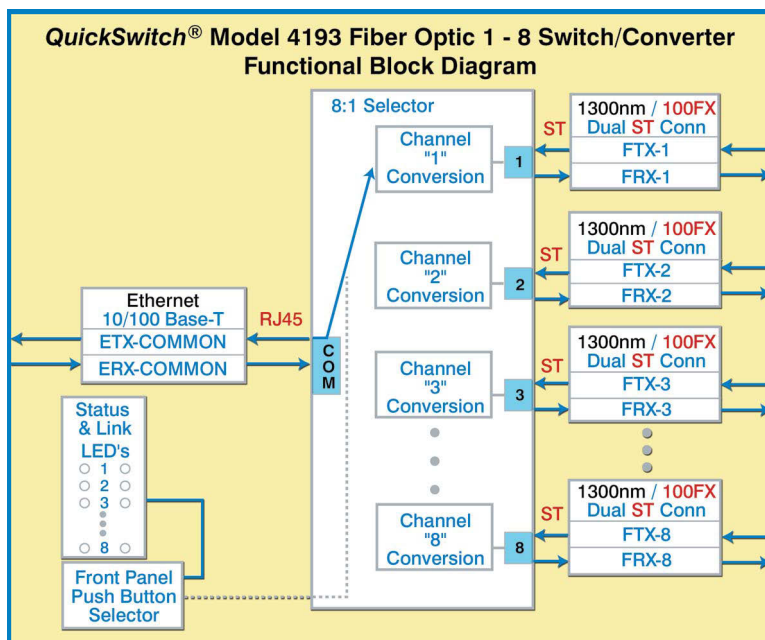 QuickSwitch® Model 4193 Fiber Optic 1 - 8 Switch/Converter
Functional Block Diagram
8:1 Selector
Channel
"1"
Conversion
1
ST
1300nm / 100FX
Dual ST Conn
FTX-1
FRX-1
Channel
"2"
Conversion
2
ST
1300nm / 100FX
Dual ST Conn
FTX-2
FRX-2
Ethernet
10/100 Base-T
ETX-COMMON
ERX-COMMON
RJ45
COM
Channel
"3"
Conversion
3
ST
1300nm / 100FX
Dual ST Conn
FTX-3
FRX-3
Status
& Link
LED's
1
2
3
8
Channel
"8"
Conversion
8
ST
1300nm / 100FX
Dual ST Conn
FTX-8
FRX-8
Front Panel
Push Button
Selector